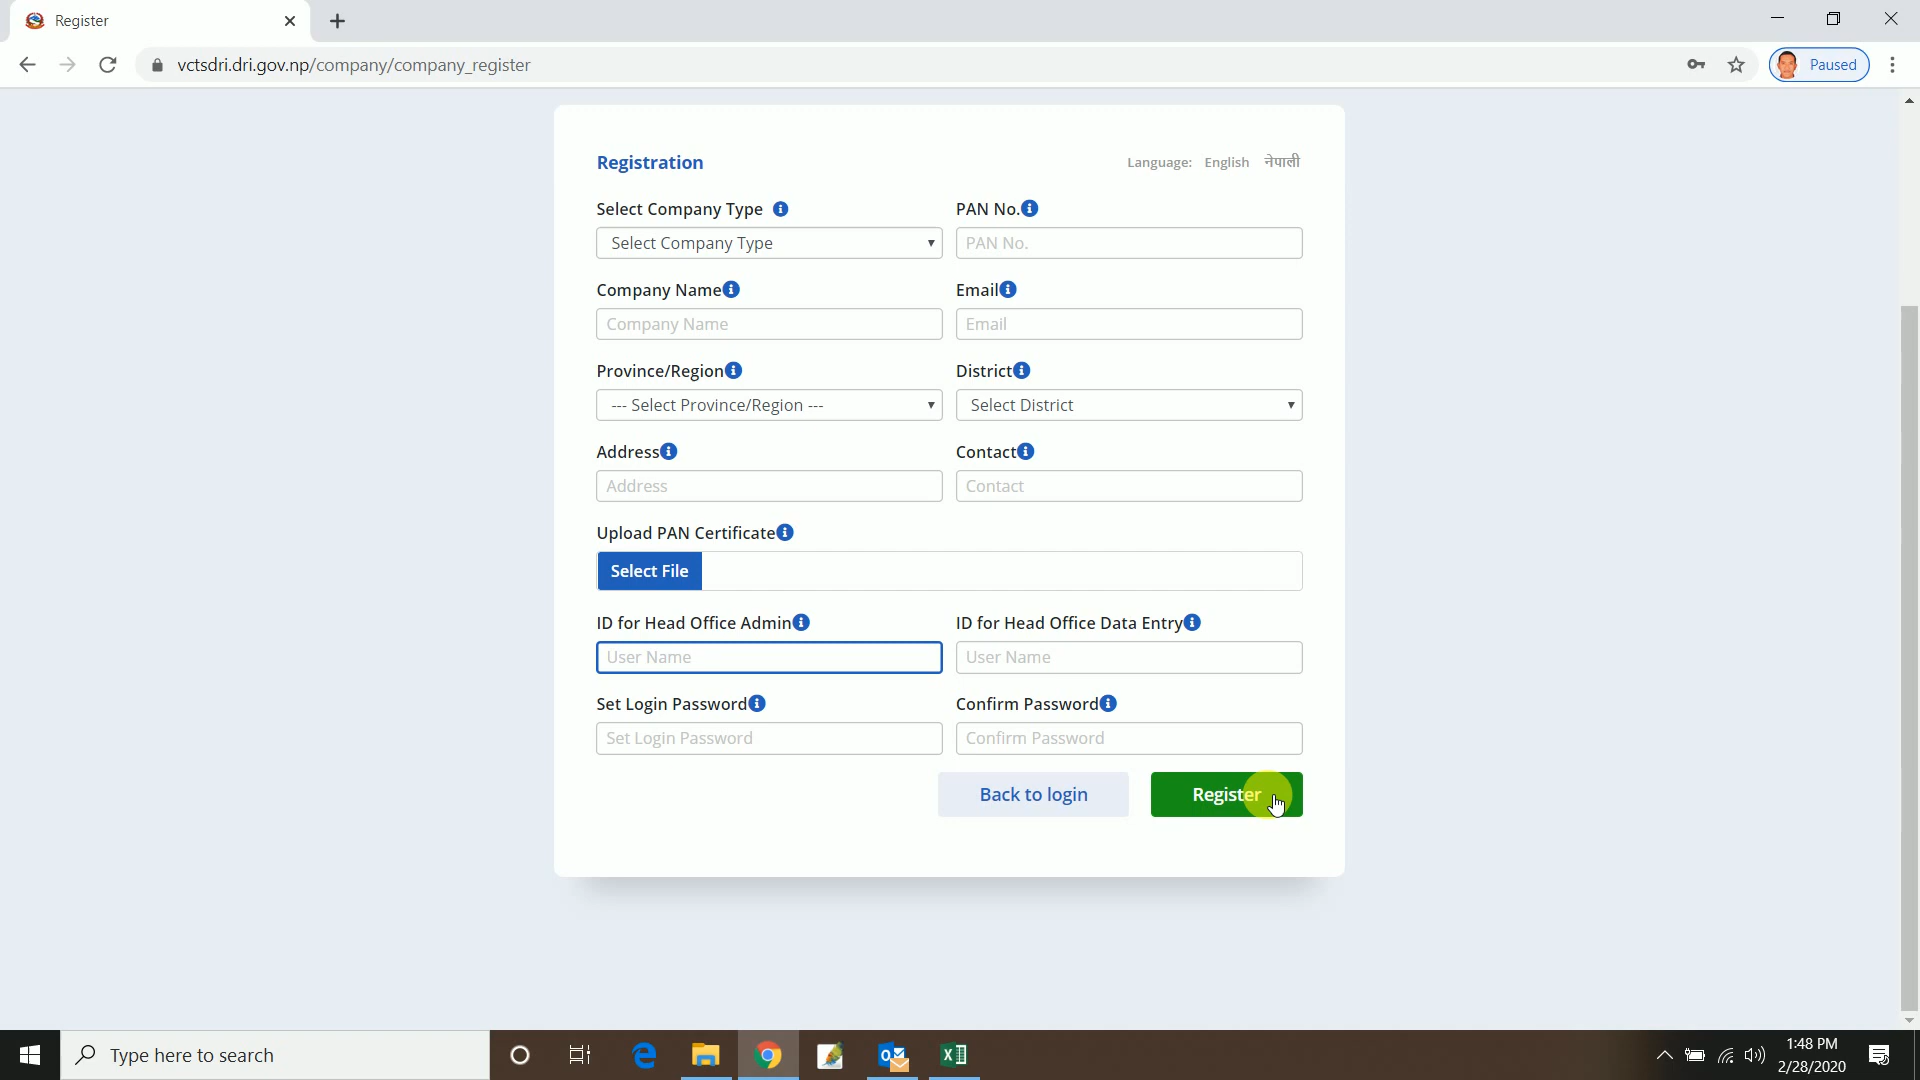 Register
vctsdri.dri.gov.np/company/company_register
Paused
Registration
Language: English नेपाली
Select Company Type
PAN No.
Select Company Type
PAN No.
Company Name
Email
Company Name
Email
Province/Region
District
--- Select Province/Region ---
Select District
Address
Contact
Address
Contact
Upload PAN Certificate
Select File
ID for Head Office Admin
ID for Head Office Data Entry
User Name
User Name
Set Login Password
Confirm Password
Set Login Password
Confirm Password
Back to login
Register
Type here to search
1:48 PM
2/28/2020